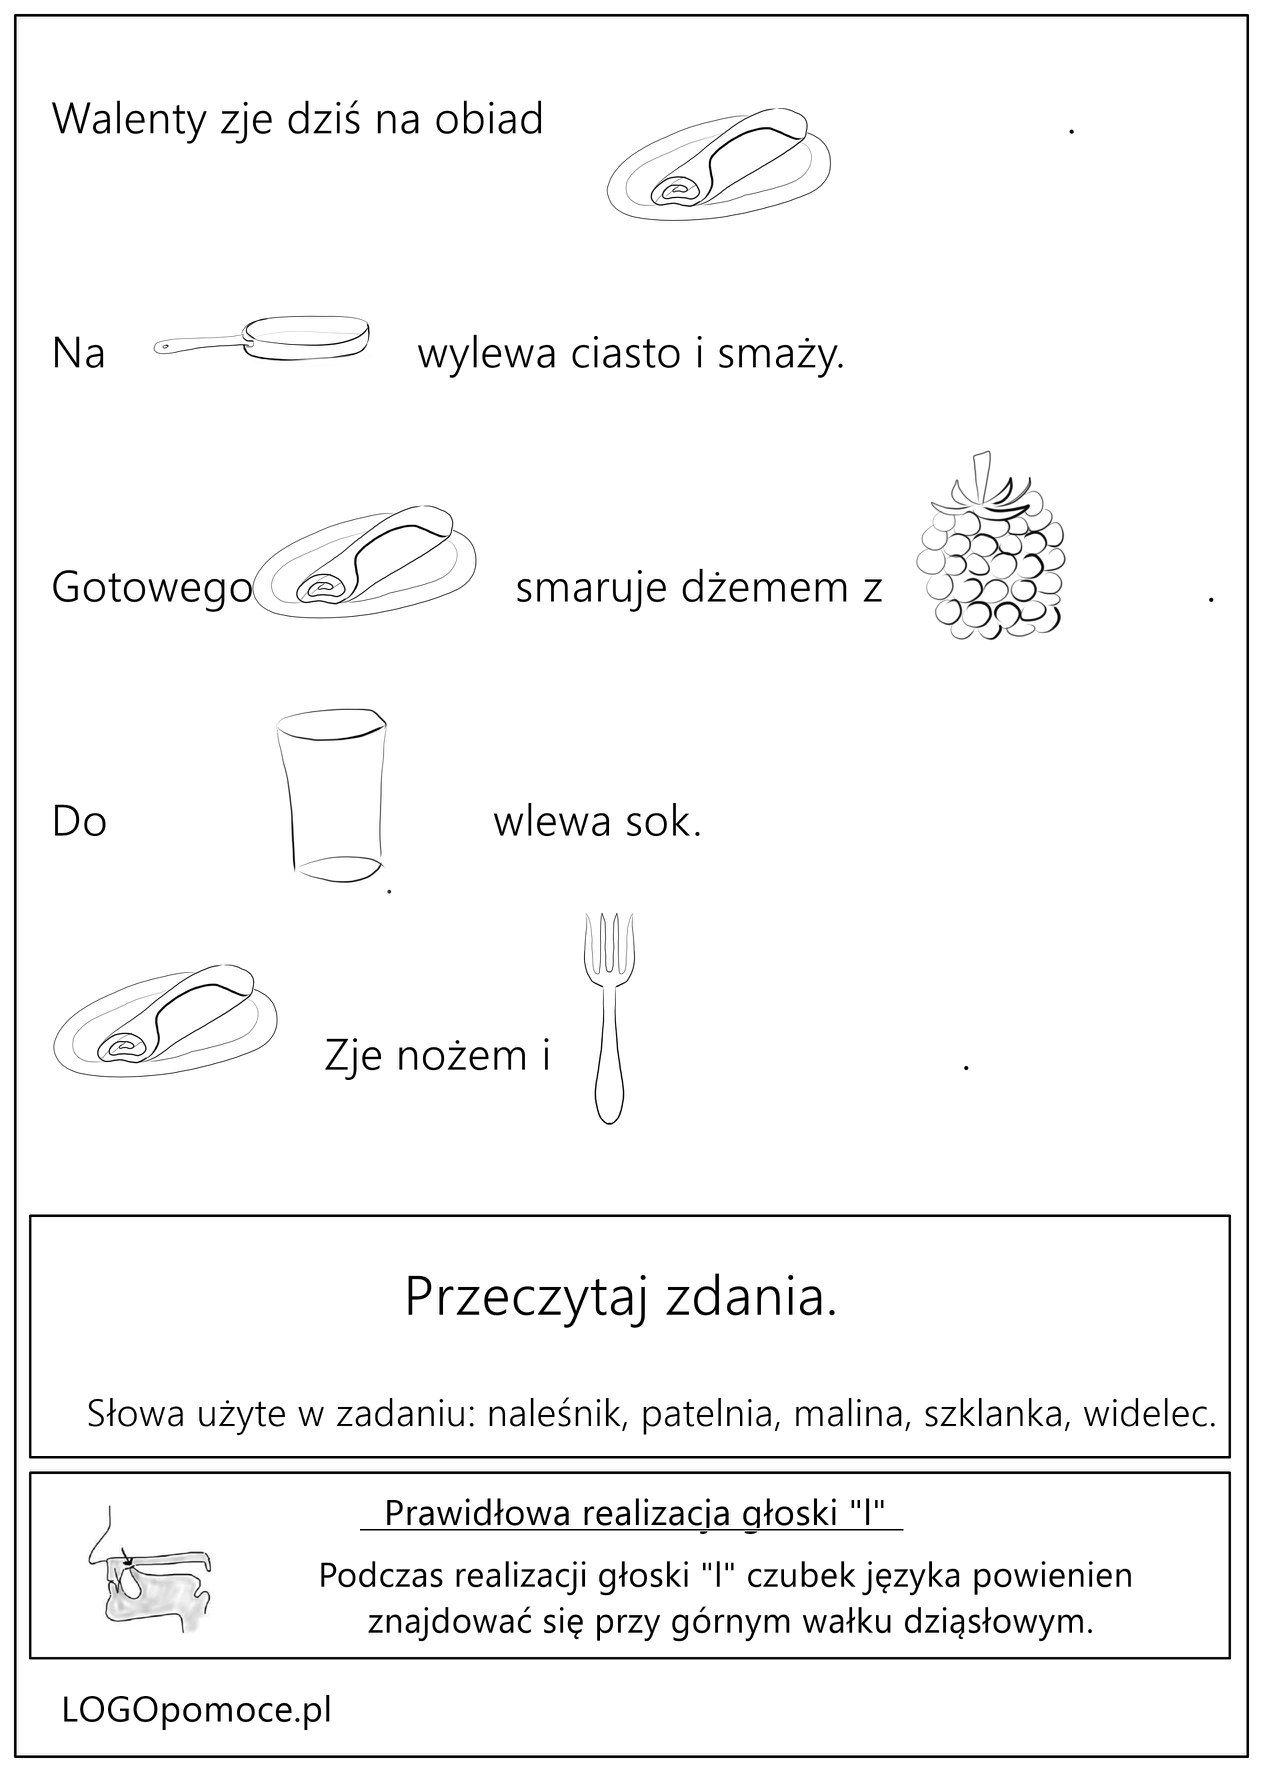 Walenty zje dziś na obiad .
Na wylewa ciasto i smaży.
Gotowego smaruje dżemem z .
Do wlewa sok.
.
Zje nożem i .
Przeczytaj zdania.
Słowa użyte w zadaniu: naleśnik, patelnia, malina, szklanka, widelec.
Prawidłowa realizacja głoski "l"
Podczas realizacji głoski "l" czubek języka powienien
znajdować się przy górnym wałku dziąsłowym.
LOGOpomoce.pl